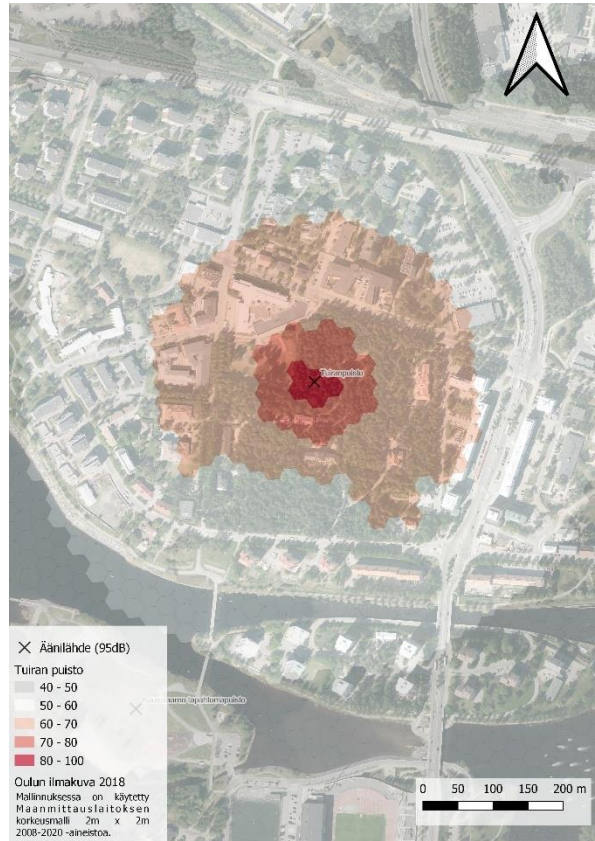 Tuiranpuisto
Äänilähde (95dB)
Tuiran puisto
40 - 50
50 - 60
60 - 70
70 - 80
80 - 100
Oulun ilmakuva 2018
Mallinnuksessa on käytetty
Maanmittauslaitoksen
korkeusmalli 2m x 2m
2008-2020 -aineistoa.
0 50 100 150 200 m